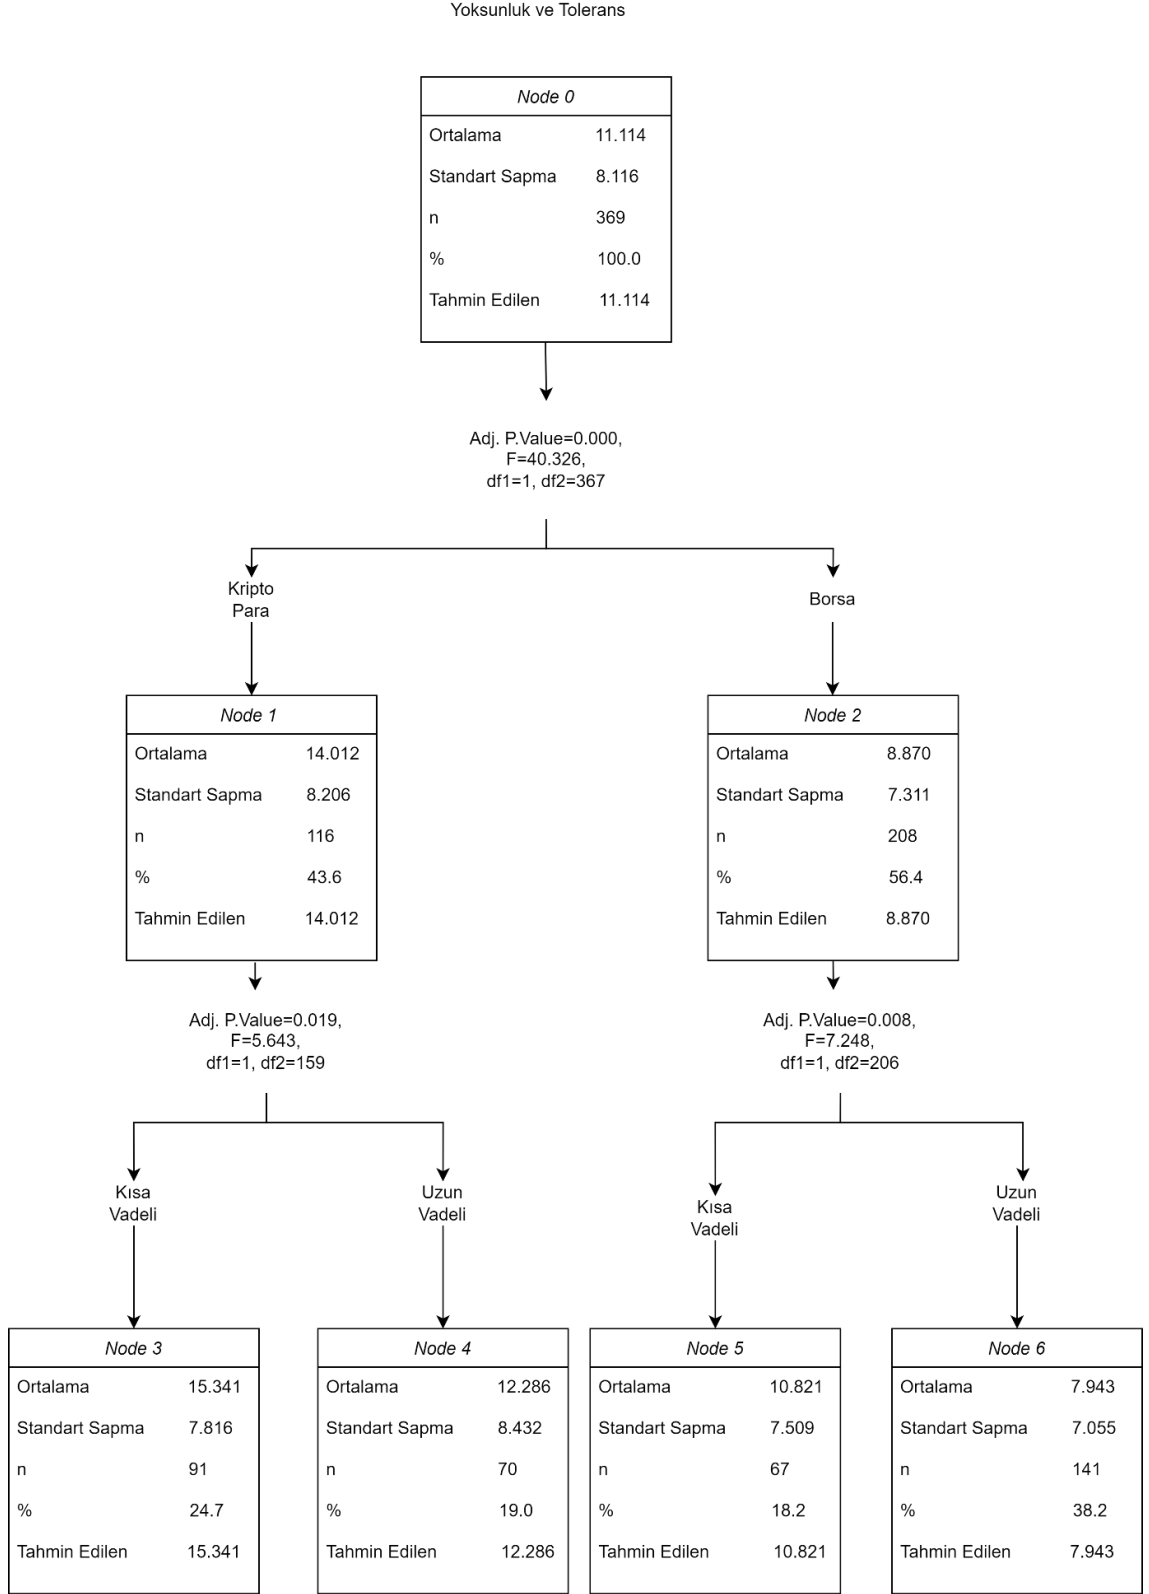 Yoksunluk ve Tolerans
Node 0
Ortalama 11.114
Standart Sapma 8.116
n 369
% 100.0
Tahmin Edilen 11.114
Adj. P.Value=0.000,
F=40.326,
df1=1, df2=367
Kripto
Para
Borsa
Node 1
Ortalama 14.012
Standart Sapma 8.206
n 116
% 43.6
Tahmin Edilen 14.012
Node 2
Ortalama 8.870
Standart Sapma 7.311
n 208
% 56.4
Tahmin Edilen 8.870
Adj. P.Value=0.019,
F=5.643,
df1=1, df2=159
Adj. P.Value=0.008,
F=7.248,
df1=1, df2=206
Kısa
Vadeli
Uzun
Vadeli
Kısa
Vadeli
Uzun
Vadeli
Node 3
Ortalama 15.341
Standart Sapma 7.816
n 91
% 24.7
Tahmin Edilen 15.341
Node 4
Ortalama 12.286
Standart Sapma 8.432
n 70
% 19.0
Tahmin Edilen 12.286
Node 5
Ortalama 10.821
Standart Sapma 7.509
n 67
% 18.2
Tahmin Edilen 10.821
Node 6
Ortalama 7.943
Standart Sapma 7.055
n 141
% 38.2
Tahmin Edilen 7.943